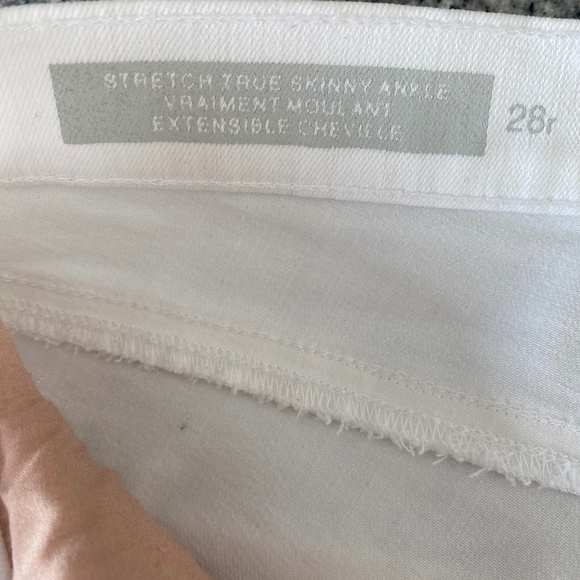 STRETCH TRUE SKINNY ANKLE
VRAIMENT MOULANT
EXTENSIBLE CHEVILLE
28r